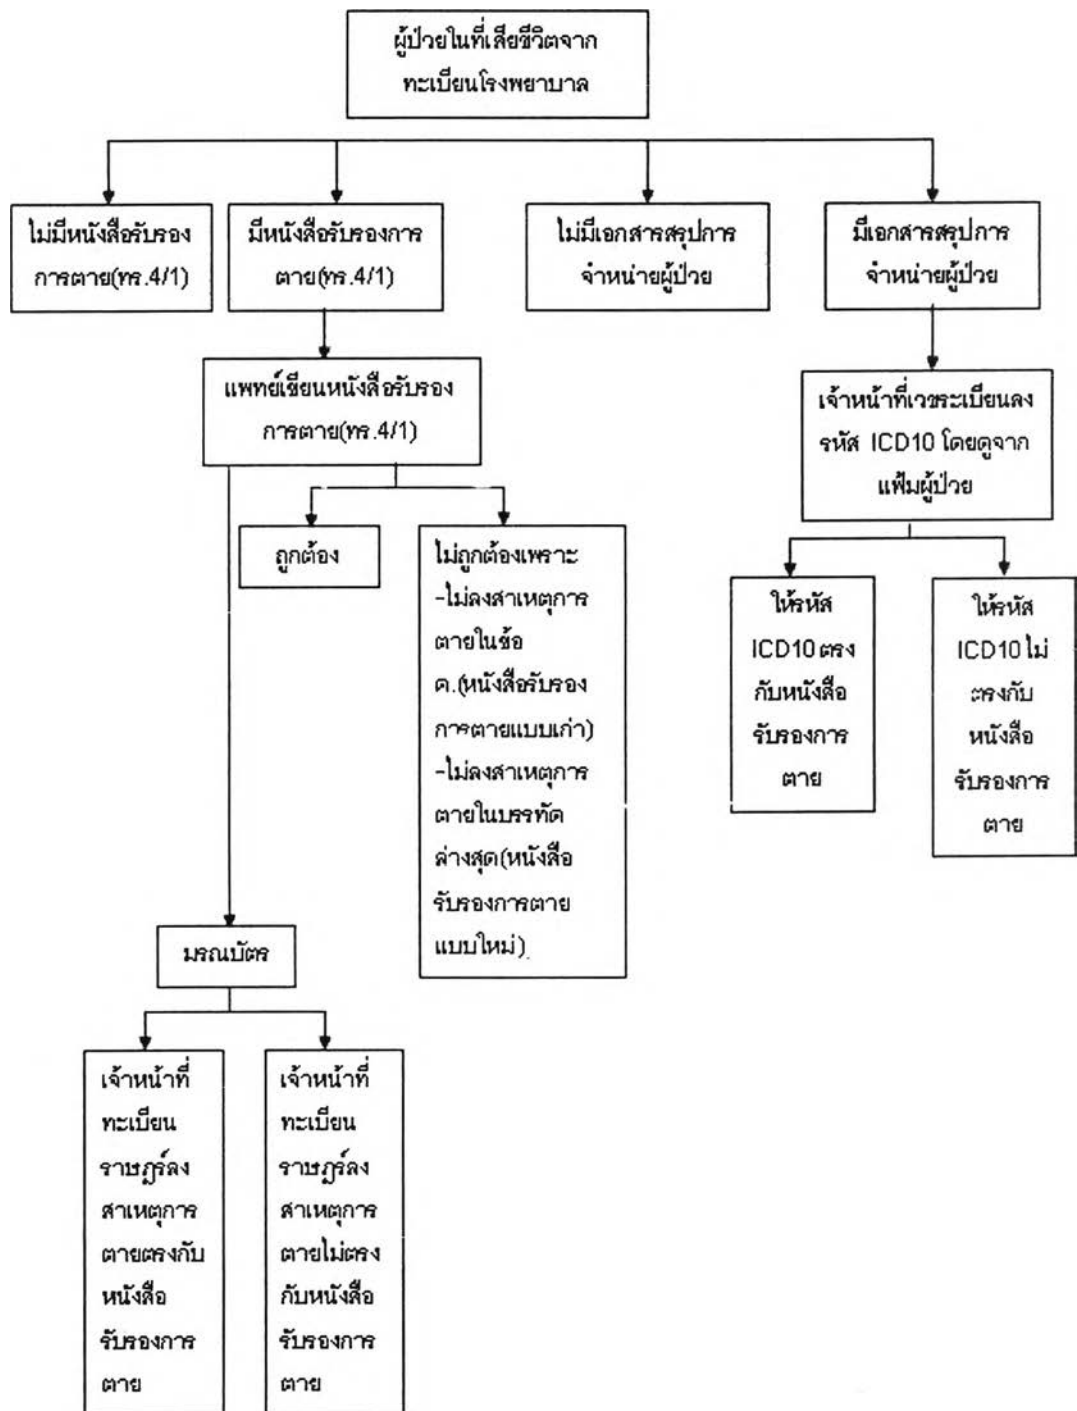 ผู้ป่วยในที่เสียชีวิตจาก
ทะเบียนโรงพยาบาล
ไม่มีหนังสือรับรอง
การตาย(ทร.4/1)
มีหนังสือรับรองการ
ตาย(ทร.4/1)
ไม่มีเอกสารสรุปการ
จำหน่ายผู้ป่วย
มีเอกสารสรุปการ
จำหน่ายผู้ป่วย
แพทย์เขียนหนังสือรับรอง
การตาย(ทร.4/1)
เจ้าหน้าที่เวชระเบียนลง
รหัส ICD10 โดยดูจาก
แฟ้มผู้ป่วย
ถูกต้อง
ไม่ถูกต้องเพราะ
-ไม่ลงสาเหตุการ
ตายในข้อ
ค.(หนังสือรับรอง
การตายแบบเก่า)
-ไม่ลงสาเหตุการ
ตายในบรรทัด
ล่างสุด(หนังสือ
รับรองการตาย
แบบใหม่)
ให้รหัส
ICD10 ตรง
กับหนังสือ
รับรองการ
ตาย
ให้รหัส
ICD10 ไม่
ตรงกับ
หนังสือ
รับรองการ
ตาย
มรณบัตร
เจ้าหน้าที่
ทะเบียน
ราษฎร์ลง
สาเหตุการ
ตายตรงกับ
หนังสือ
รับรองการ
ตาย
เจ้าหน้าที่
ทะเบียน
ราษฎร์ลง
สาเหตุการ
ตายไม่ตรง
กับหนังสือ
รับรองการ
ตาย